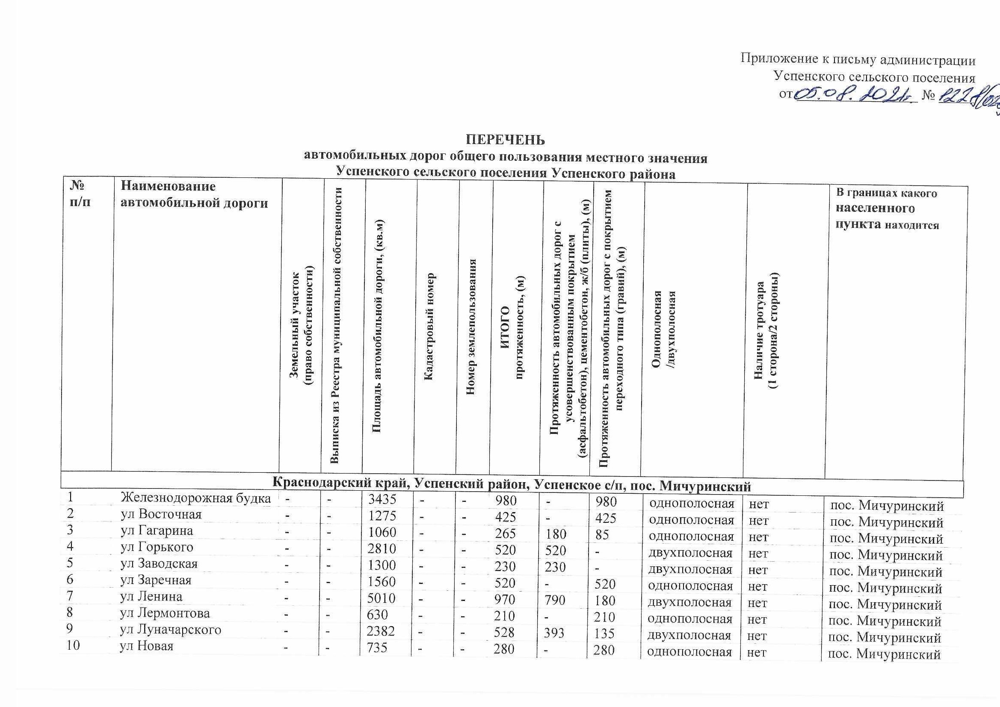 Приложение к письму администрации
Успенского сельского поселения
от 05.08.2021г. № 1228/02
ПЕРЕЧЕНЬ
автомобильных дорог общего пользования местного значения
Успенского сельского поселения Успенского района
№ п/п
Наименование
автомобильной дороги
Земельный участок
(право собственности)
Выписка из Реестра муниципальной собственности
Площадь автомобильной дороги, (кв.м)
Кадастровый номер
Номер землепользования
ИТОГО
протяженность, (м)
Протяженность автомобильных дорог с
усовершенствованным покрытием
(асфальтобетон), цементобетон, ж/б (плиты), (м)
Протяженность автомобильных дорог с покрытием
переходного типа (гравий), (м)
Однополосная
/двухполосная
Наличие тротуара
(1 сторона/2 стороны)
В границах какого
населенного
пункта находится
Краснодарский край, Успенский район, Успенское с/п, пос. Мичуринский
1 Железнодорожная будка - - 3435 - - 980 - 980 однополосная нет пос. Мичуринский
2 ул Восточная - - 1275 - - 425 - 425 однополосная нет пос. Мичуринский
3 ул Гагарина - - 1060 - - 265 180 85 однополосная нет пос. Мичуринский
4 ул Горького - - 2810 - - 520 520 - двухполосная нет пос. Мичуринский
5 ул Заводская - - 1300 - - 230 230 - двухполосная нет пос. Мичуринский
6 ул Заречная - - 1560 - - 520 - 520 однополосная нет пос. Мичуринский
7 ул Ленина - - 5010 - - 970 790 180 двухполосная нет пос. Мичуринский
8 ул Лермонтова - - 630 - - 210 - 210 однополосная нет пос. Мичуринский
9 ул Луначарского - - 2382 - - 528 393 135 двухполосная нет пос. Мичуринский
10 ул Новая - - 735 - - 280 - 280 однополосная нет пос. Мичуринский